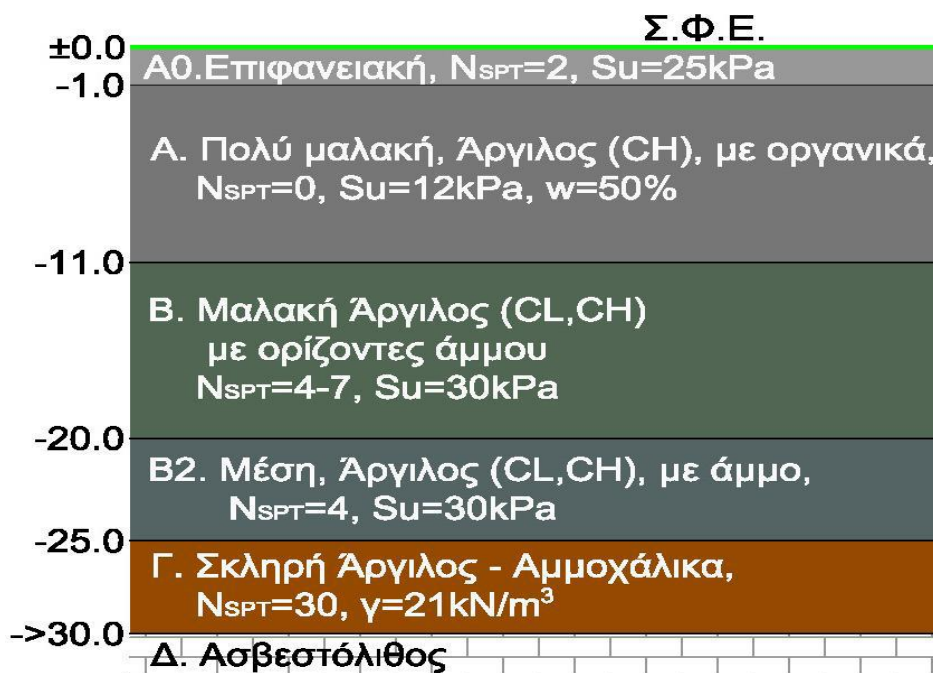 Σ.Φ.Ε.
±0.0
Α0.Επιφανειακή, NSPT=2, Su=25kPa
-1.0
Α. Πολύ μαλακή, Άργιλος (CH), με οργανικά,
NSPT=0, Su=12kPa, w=50%
-11.0
Β. Μαλακή Άργιλος (CL,CH)
με ορίζοντες άμμου
NSPT=4-7, Su=30kPa
-20.0
Β2. Μέση, Άργιλος (CL,CH), με άμμο,
NSPT=4, Su=30kPa
-25.0
Γ. Σκληρή Άργιλος - Αμμοχάλικα,
NSPT=30, γ=21kN/m³
->30.0
Δ. Ασβεστόλιθος